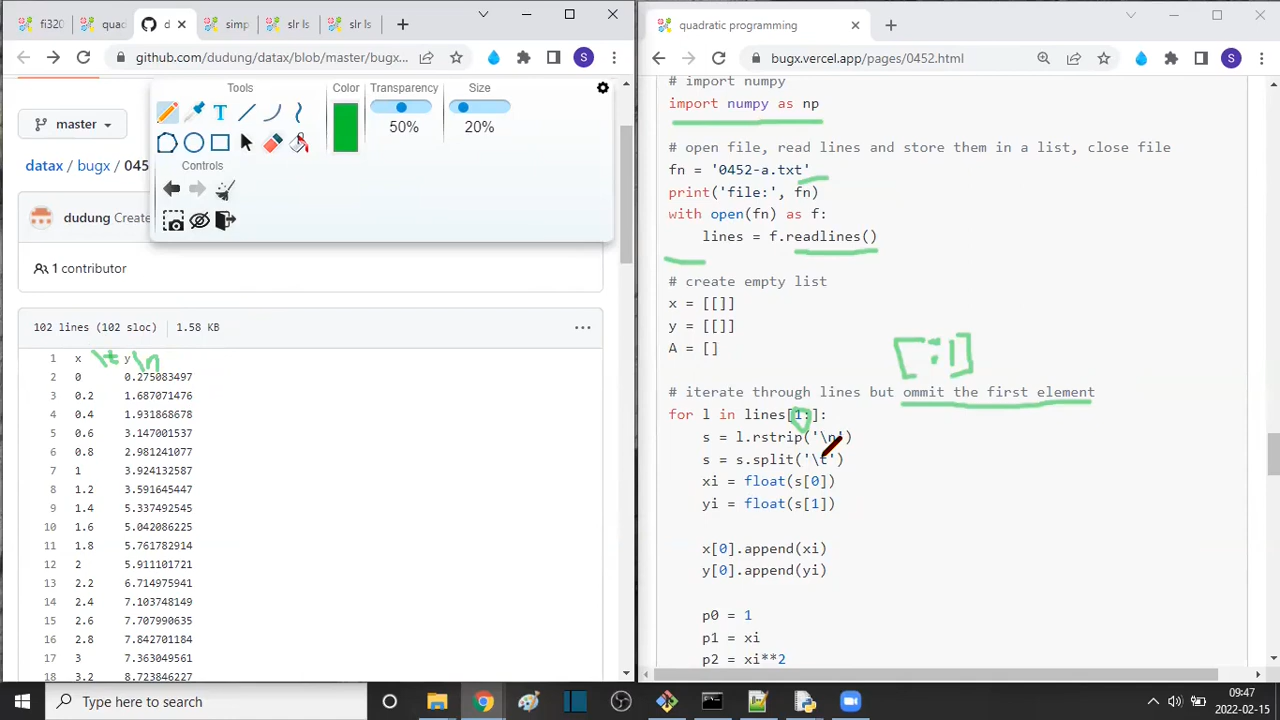 fi320
quad
d
simp
slr ls
slr ls
github.com/dudung/datax/blob/master/bugx...
S
Tools
Color
Transparency
Size
50%
20%
Controls
master
datax / bugx / 045
dudung Create
1 contributor
102 lines (102 sloc)
1.58 KB
1 x \t y \n
2 0 0.275083497
3 0.2 1.687071476
4 0.4 1.931868678
5 0.6 3.147001537
6 0.8 2.861241077
7 1 3.924132587
8 1.2 3.591645447
9 1.4 5.337492545
10 1.6 5.042086225
11 1.8 5.761782914
12 2 5.911101721
13 2.2 6.714975941
14 2.4 7.103748149
15 2.6 7.707990635
16 2.8 7.842701184
17 3 7.363049561
18 3.2 8.723846227
quadratic programming
bugx.vercel.app/pages/0452.html
S
# import numpy
import numpy as np
# open file, read lines and store them in a list, close file
fn = '0452-a.txt'
print('file:', fn)
with open(fn) as f:
lines = f.readlines()
# create empty list
x = [[]]
y = [[]]
A = []
[:1]
# iterate through lines but ommit the first element
for l in lines[1:]:
s = l.rstrip('\n')
s = s.split('\t')
xi = float(s[0])
yi = float(s[1])
x[0].append(xi)
y[0].append(yi)
p0 = 1
p1 = xi
p2 = xi**2
Type here to search
09:47
2022-02-15